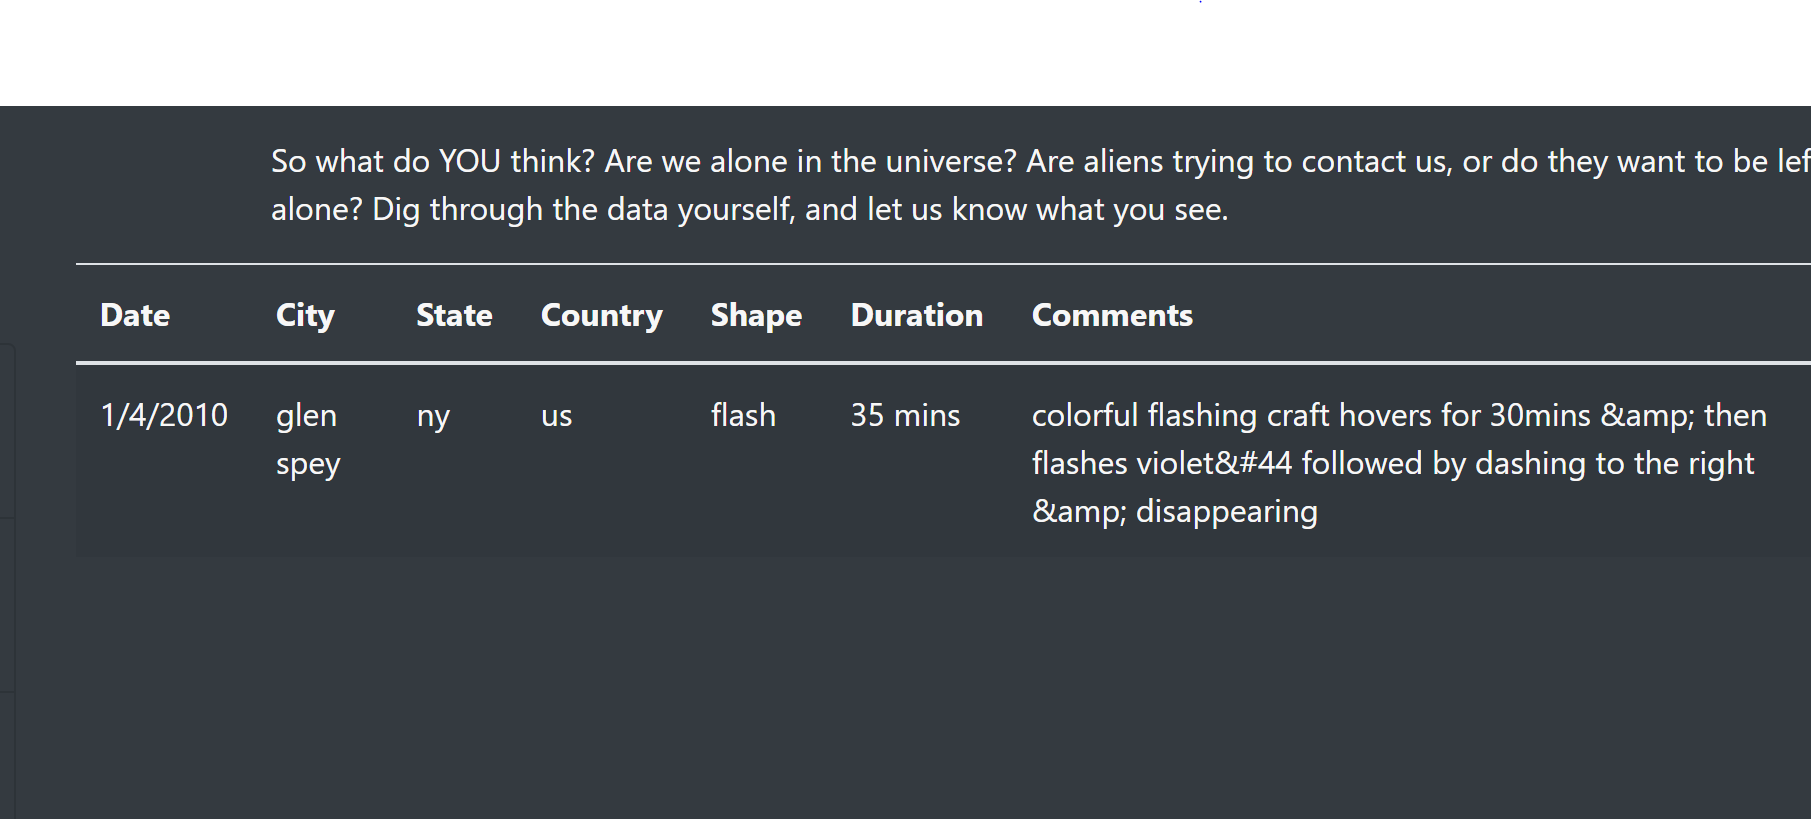 So what do YOU think? Are we alone in the universe? Are aliens trying to contact us, or do they want to be lef
alone? Dig through the data yourself, and let us know what you see.
Date City State Country Shape Duration Comments
1/4/2010 glen ny us flash 35 mins colorful flashing craft hovers for 30mins &amp; then
spey flashes violet&#44 followed by dashing to the right
&amp; disappearing